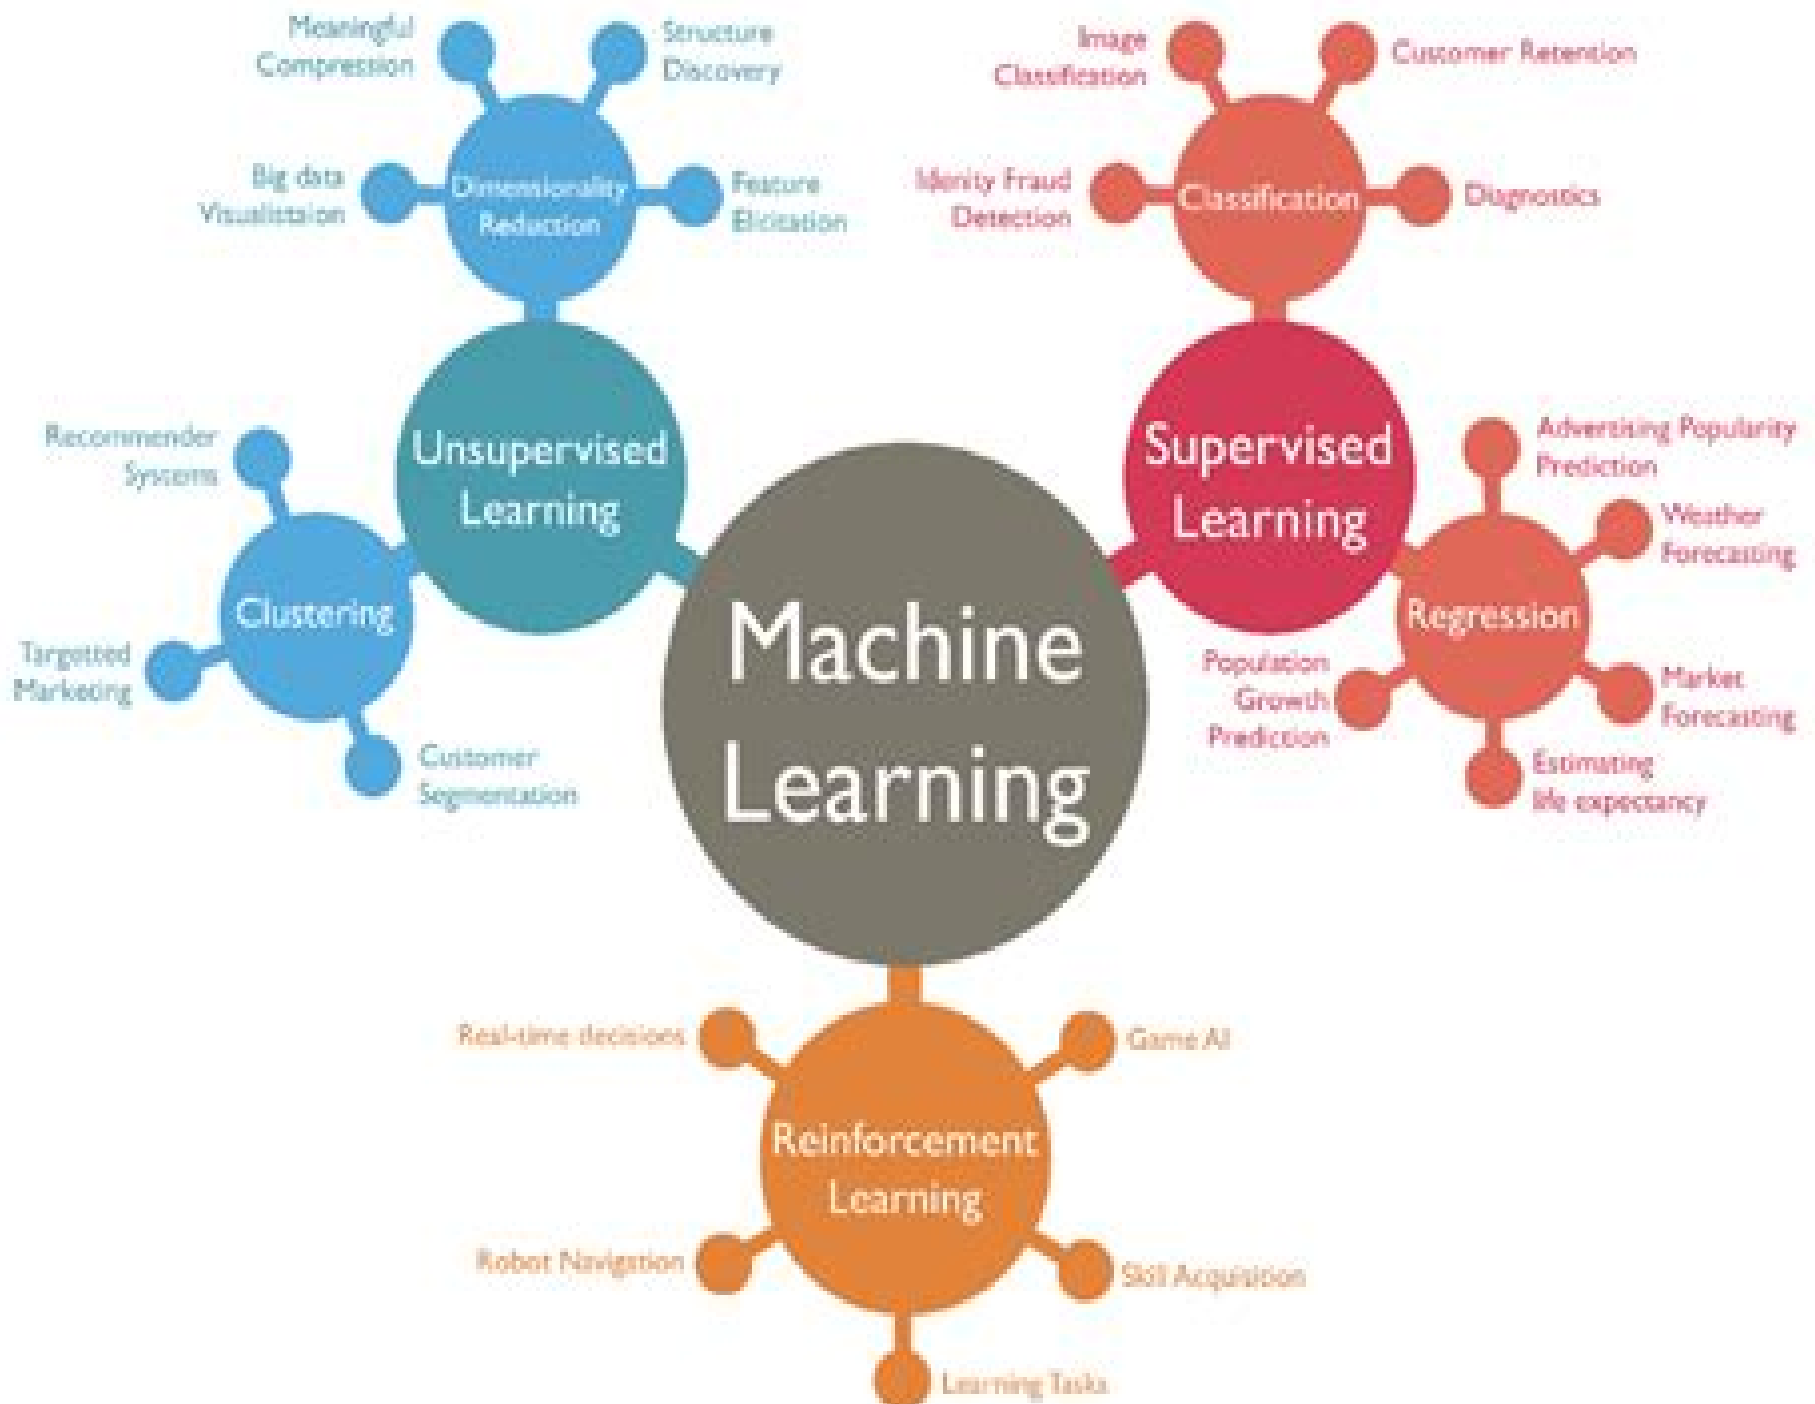 Meaningful
Compression
Structure
Discovery
Big data
Visualistaion
Dimensionality
Reduction
Feature
Elicitation
Image
Classification
Customer Retention
Idenity Fraud
Detection
Classification
Diagnostics
Recommender
Systems
Unsupervised
Learning
Clustering
Targetted
Marketing
Customer
Segmentation
Machine
Learning
Supervised
Learning
Advertising Popularity
Prediction
Weather
Forecasting
Regression
Population
Growth
Prediction
Market
Forecasting
Estimating
life expectancy
Real-time decisions
Game AI
Reinforcement
Learning
Robot Navigation
Skill Acquisition
Learning Tasks